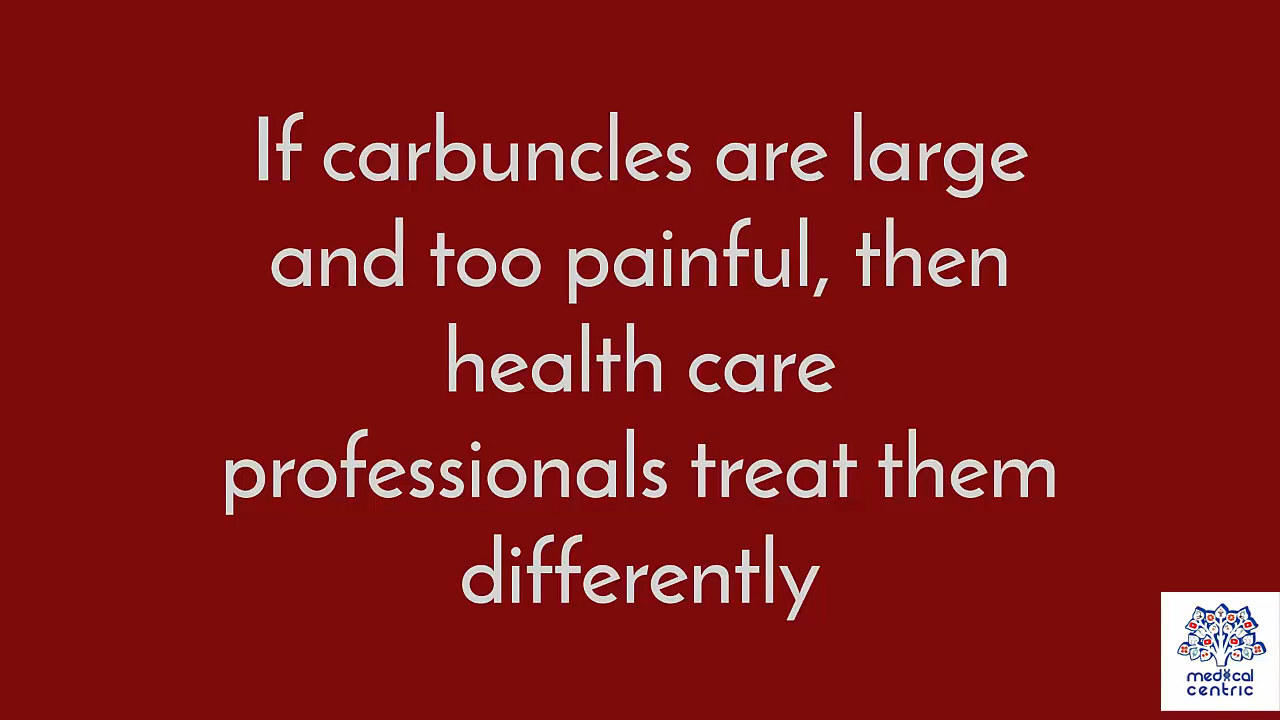 If carbuncles are large
and too painful, then
health care
professionals treat them
differently
medical
centric